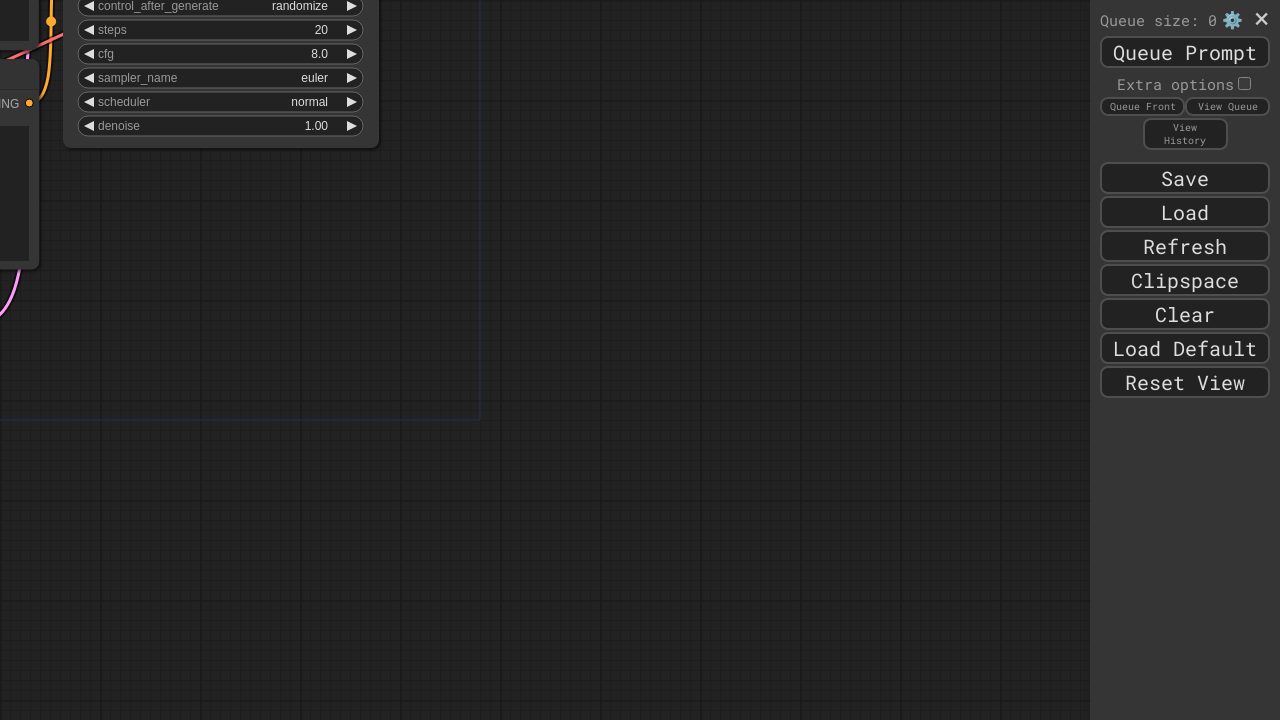 control_after_generate randomize
steps 20
cfg 8.0
sampler_name euler
scheduler normal
denoise 1.00
ING
Queue size: 0
Queue Prompt
Extra options
Queue Front View Queue
View
History
Save
Load
Refresh
Clipspace
Clear
Load Default
Reset View